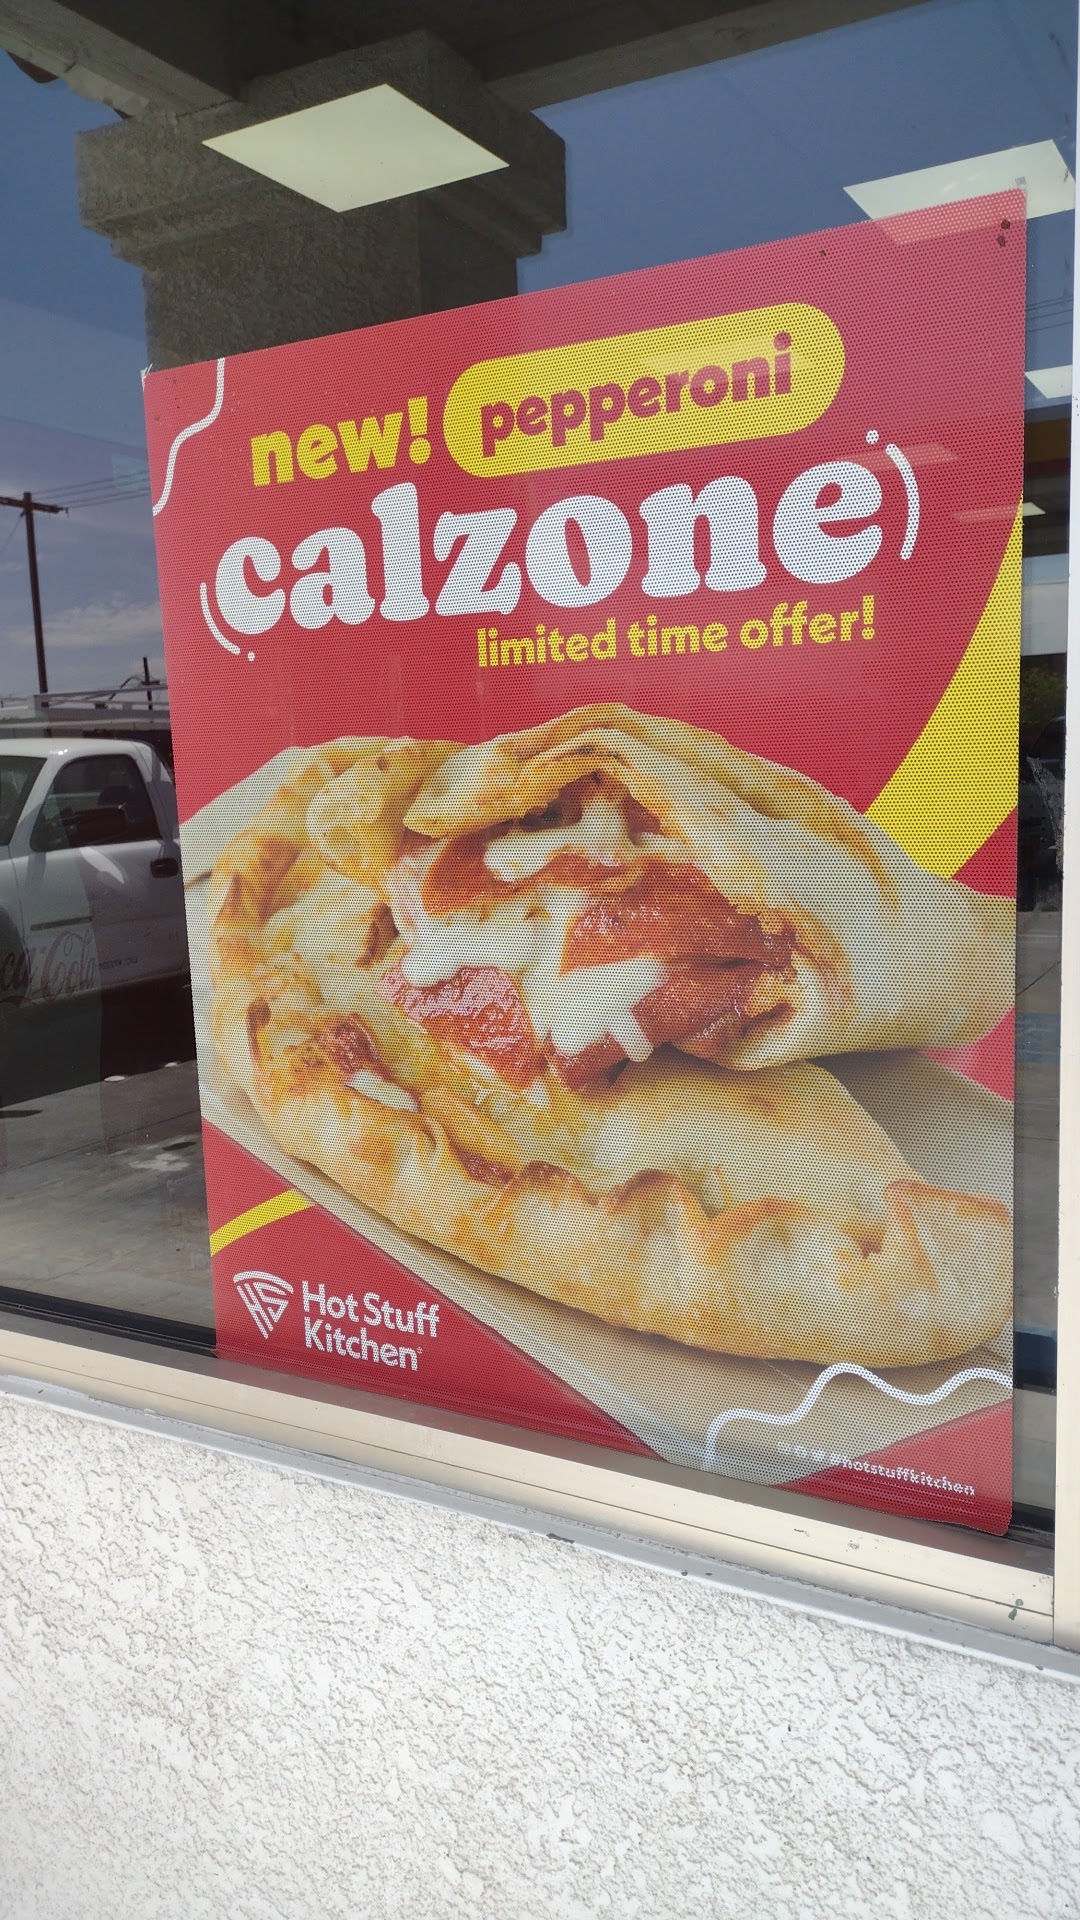 new! pepperoni
calzone
limited time offer!
Hot Stuff
Kitchen
#hotstuffkitchen